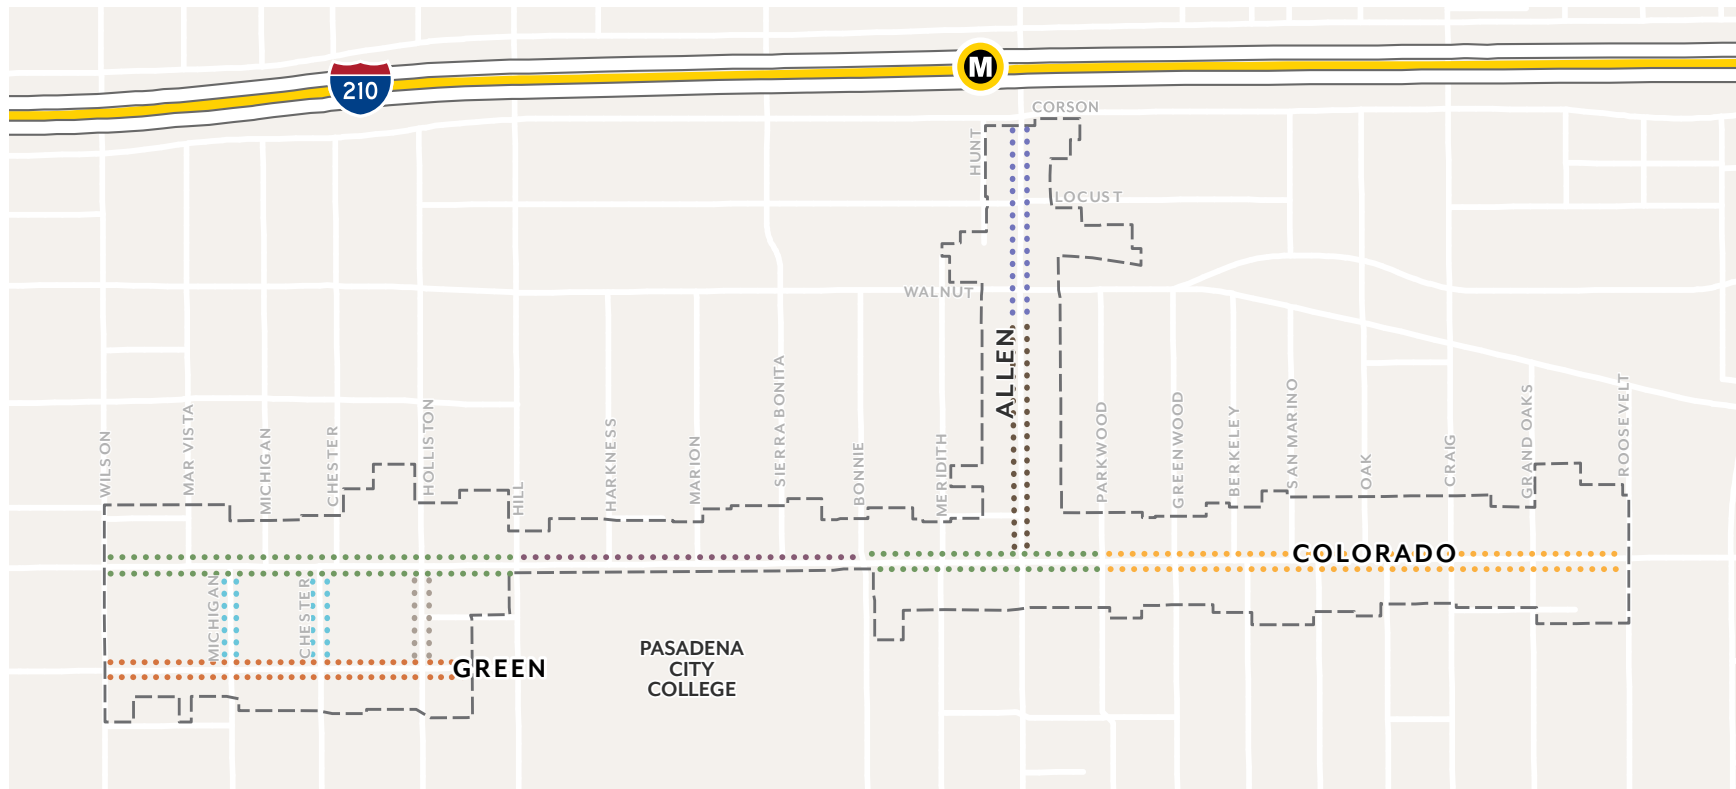 M
210
CORSON
HUNT
LOCUST
WALNUT
ALLEN
WILSON
MAR VISTA
MICHIGAN
CHESTER
HOLLISTON
HILL
HARKNESS
MARION
SIERRA BONITA
BONNIE
MERIDITH
PARKWOOD
GREENWOOD
BERKELEY
SAN MARINO
OAK
CRAIG
GRAND OAKS
ROOSEVELT
COLORADO
MICHIGAN
CHESTER
GREEN
PASADENA
CITY
COLLEGE